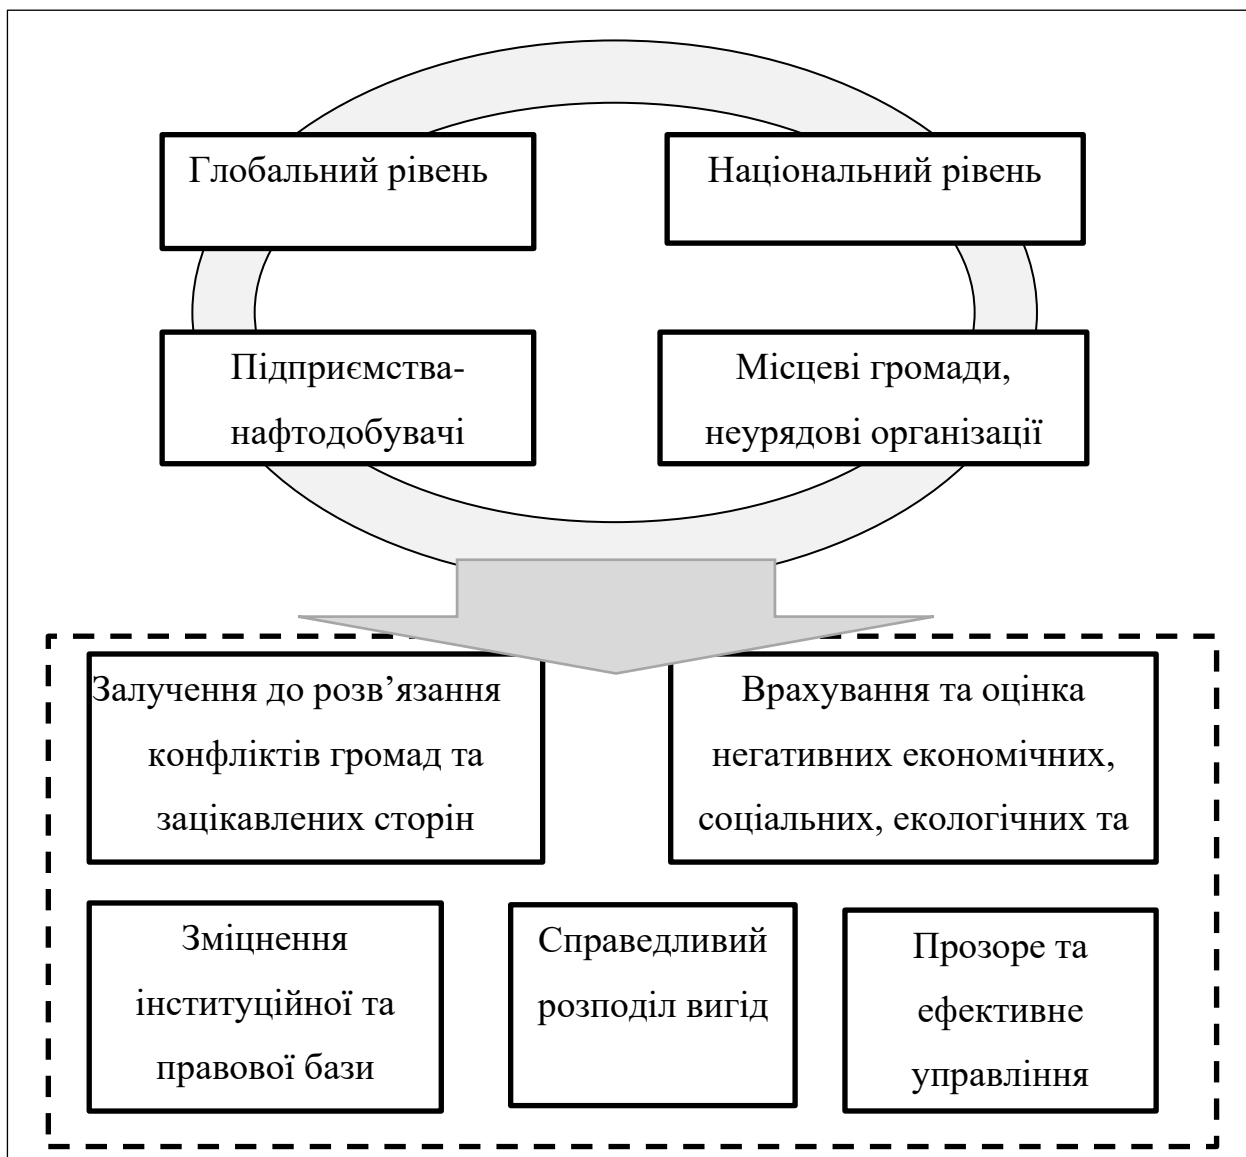 Глобальний рівень
Національний рівень
Підприємства-
нафтодобувачі
Місцеві громади,
неурядові організації
Залучення до розв’язання
конфліктів громад та
зацікавлених сторін
Врахування та оцінка
негативних економічних,
соціальних, екологічних та
Зміцнення
інституційної та
правової бази
Справедливий
розподіл вигід
Прозоре та
ефективне
управління